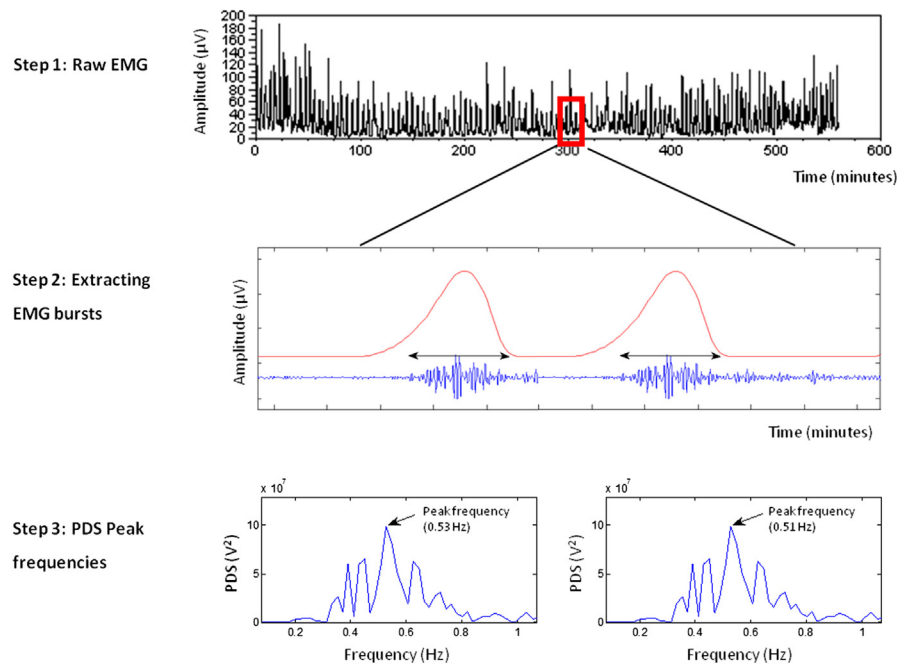 Step 1: Raw EMG
Amplitude (µV)
200
180
160
140
120
100
80
60
40
20
0
0
100
200
300
400
500
600
Time (minutes)
Step 2: Extracting
EMG bursts
Amplitude (µV)
Time (minutes)
Step 3: PDS Peak
frequencies
x 10⁷
10
5
0
PDS (V²)
Peak frequency
(0.53 Hz)
0.2
0.4
0.6
0.8
1
Frequency (Hz)
x 10⁷
10
5
0
PDS (V²)
Peak frequency
(0.51 Hz)
0.2
0.4
0.6
0.8
1
Frequency (Hz)